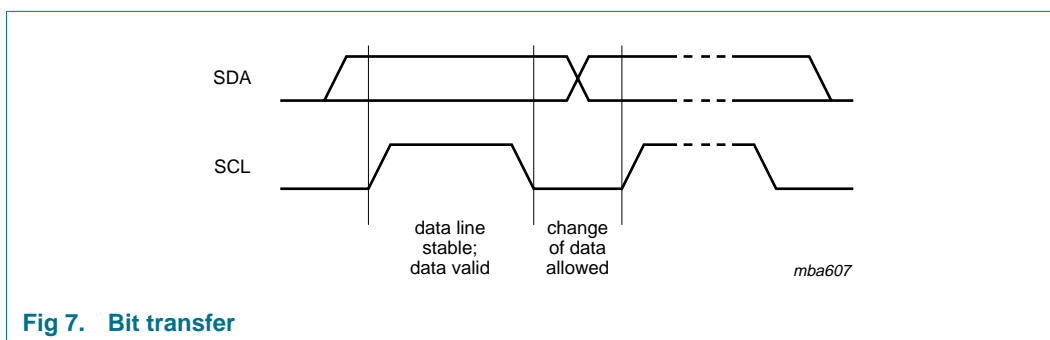 SDA
SCL
data line
stable;
data valid
change
of data
allowed
mba607
Fig 7. Bit transfer